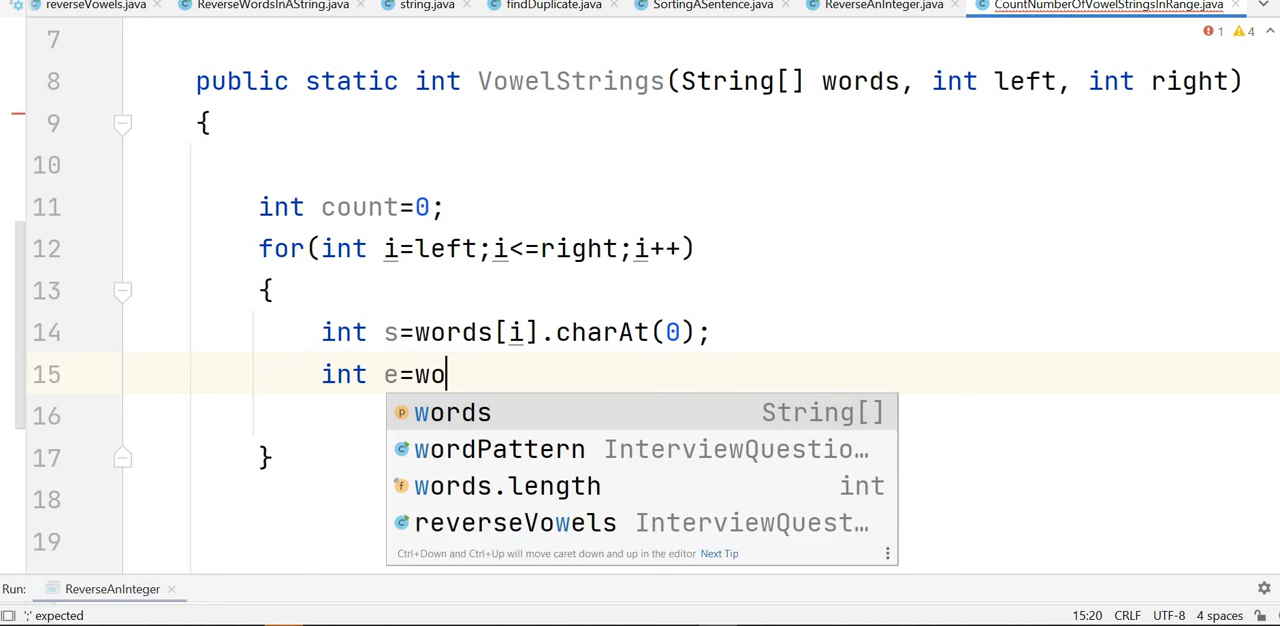 reverseVowels.java ReverseWordsInAString.java string.java findDuplicate.java SortingASentence.java ReverseAnInteger.java CountNumberOfVowelStringsInRange.java
1 4
7
8 public static int VowelStrings(String[] words, int left, int right)
9 {
10
11 int count=0;
12 for(int i=left;i<=right;i++)
13 {
14 int s=words[i].charAt(0);
15 int e=wo
16 words String[]
wordPattern InterviewQuestio…
17 }
18 words.length int
19 reverseVowels InterviewQuest…
Ctrl+Down and Ctrl+Up will move caret down and up in the editor Next Tip
Run: ReverseAnInteger
';' expected 15:20 CRLF UTF-8 4 spaces